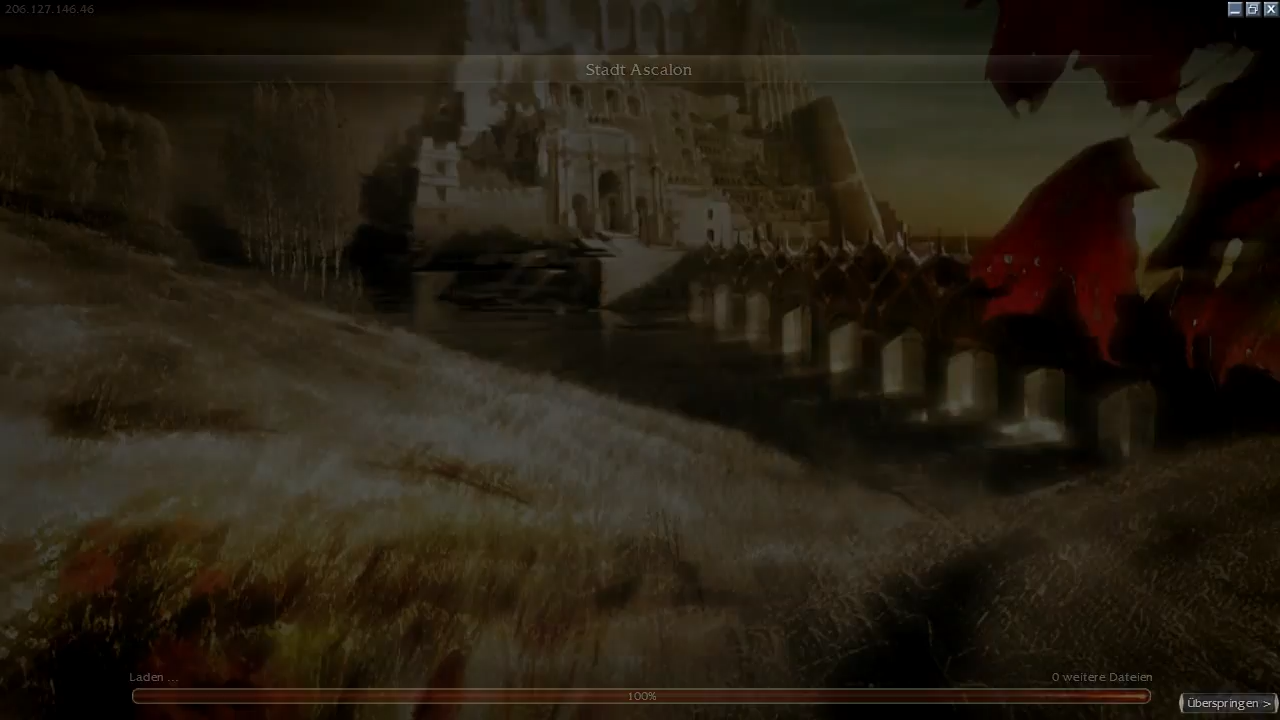 206.127.146.46
Stadt Ascalon
Laden ...
0 weitere Dateien
100%
Überspringen >